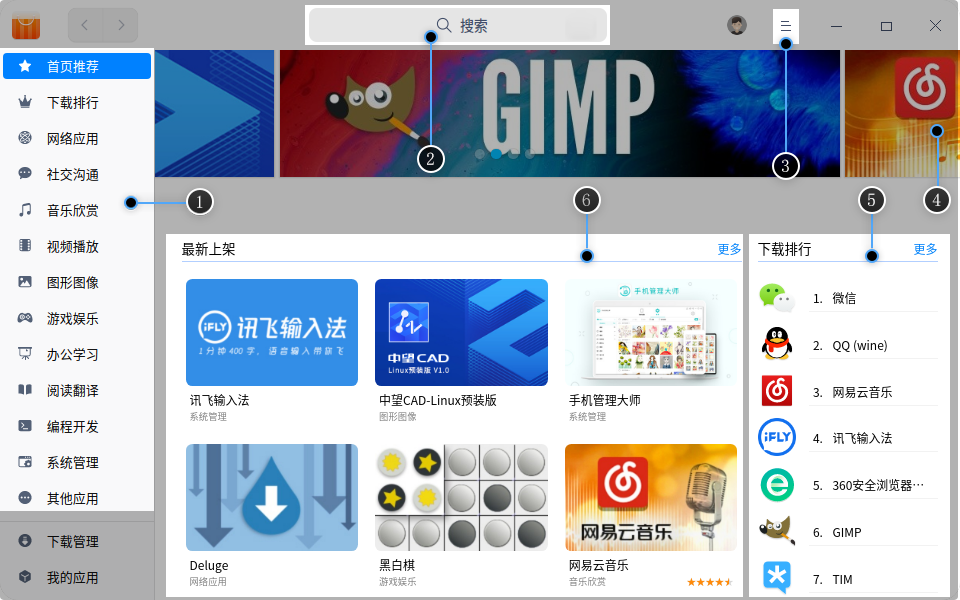 搜索
首页推荐
下载排行
网络应用
社交沟通
音乐欣赏
视频播放
图形图像
游戏娱乐
办公学习
阅读翻译
编程开发
系统管理
其他应用
下载管理
我的应用
GIMP
1
2
3
4
5
6
最新上架
更多
iFLY 讯飞输入法
1分钟 400字, 语音输入带你飞
讯飞输入法
系统管理
中望 CAD
Linux预装版 V1.0
中望CAD-Linux预装版
图形图像
手机管理大师
手机管理大师
系统管理
Deluge
网络应用
黑白棋
游戏娱乐
网易云音乐
网易云音乐
音乐欣赏
下载排行
更多
1. 微信
2. QQ (wine)
3. 网易云音乐
iFLY
4. 讯飞输入法
5. 360安全浏览器…
6. GIMP
7. TIM